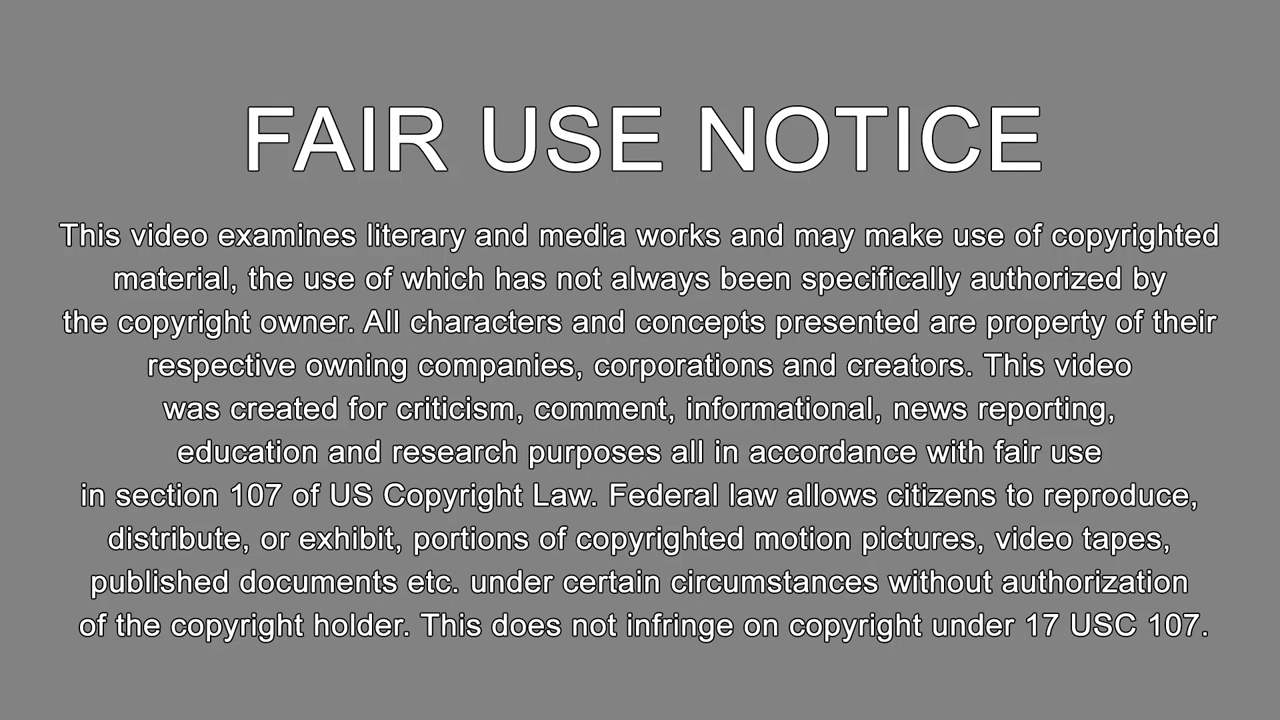 FAIR USE NOTICE
This video examines literary and media works and may make use of copyrighted
material, the use of which has not always been specifically authorized by
the copyright owner. All characters and concepts presented are property of their
respective owning companies, corporations and creators. This video
was created for criticism, comment, informational, news reporting,
education and research purposes all in accordance with fair use
in section 107 of US Copyright Law. Federal law allows citizens to reproduce,
distribute, or exhibit, portions of copyrighted motion pictures, video tapes,
published documents etc. under certain circumstances without authorization
of the copyright holder. This does not infringe on copyright under 17 USC 107.